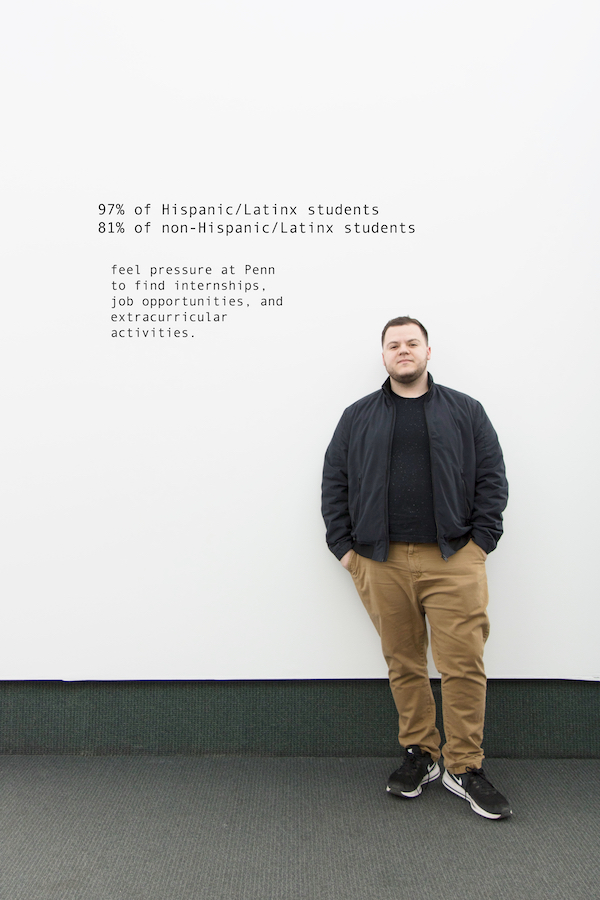 97% of Hispanic/Latinx students
81% of non-Hispanic/Latinx students
feel pressure at Penn
to find internships,
job opportunities, and
extracurricular
activities.